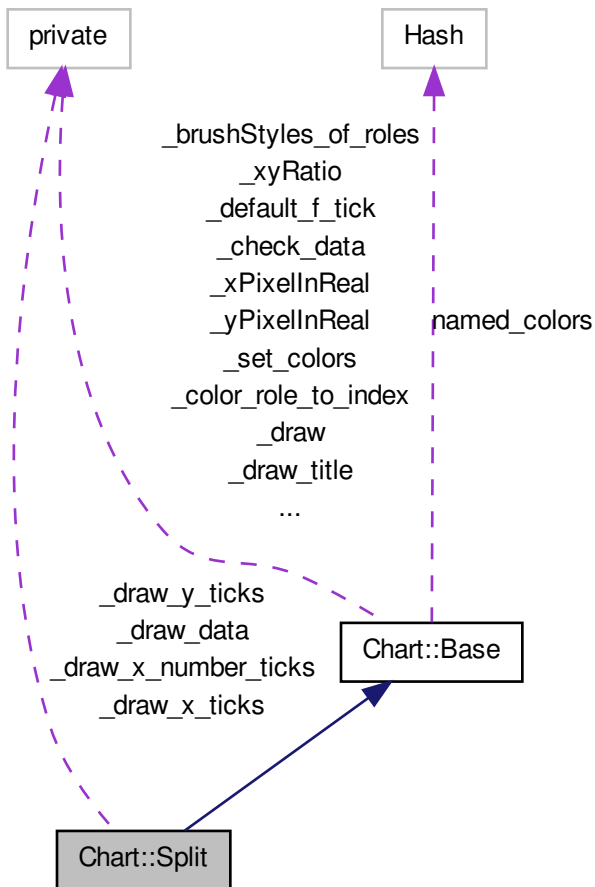 private
Hash
_brushStyles_of_roles
_xyRatio
_default_f_tick
_check_data
_xPixelInReal
_yPixelInReal
named_colors
_set_colors
_color_role_to_index
_draw
_draw_title
...
_draw_y_ticks
_draw_data
_draw_x_number_ticks
_draw_x_ticks
Chart::Base
Chart::Split